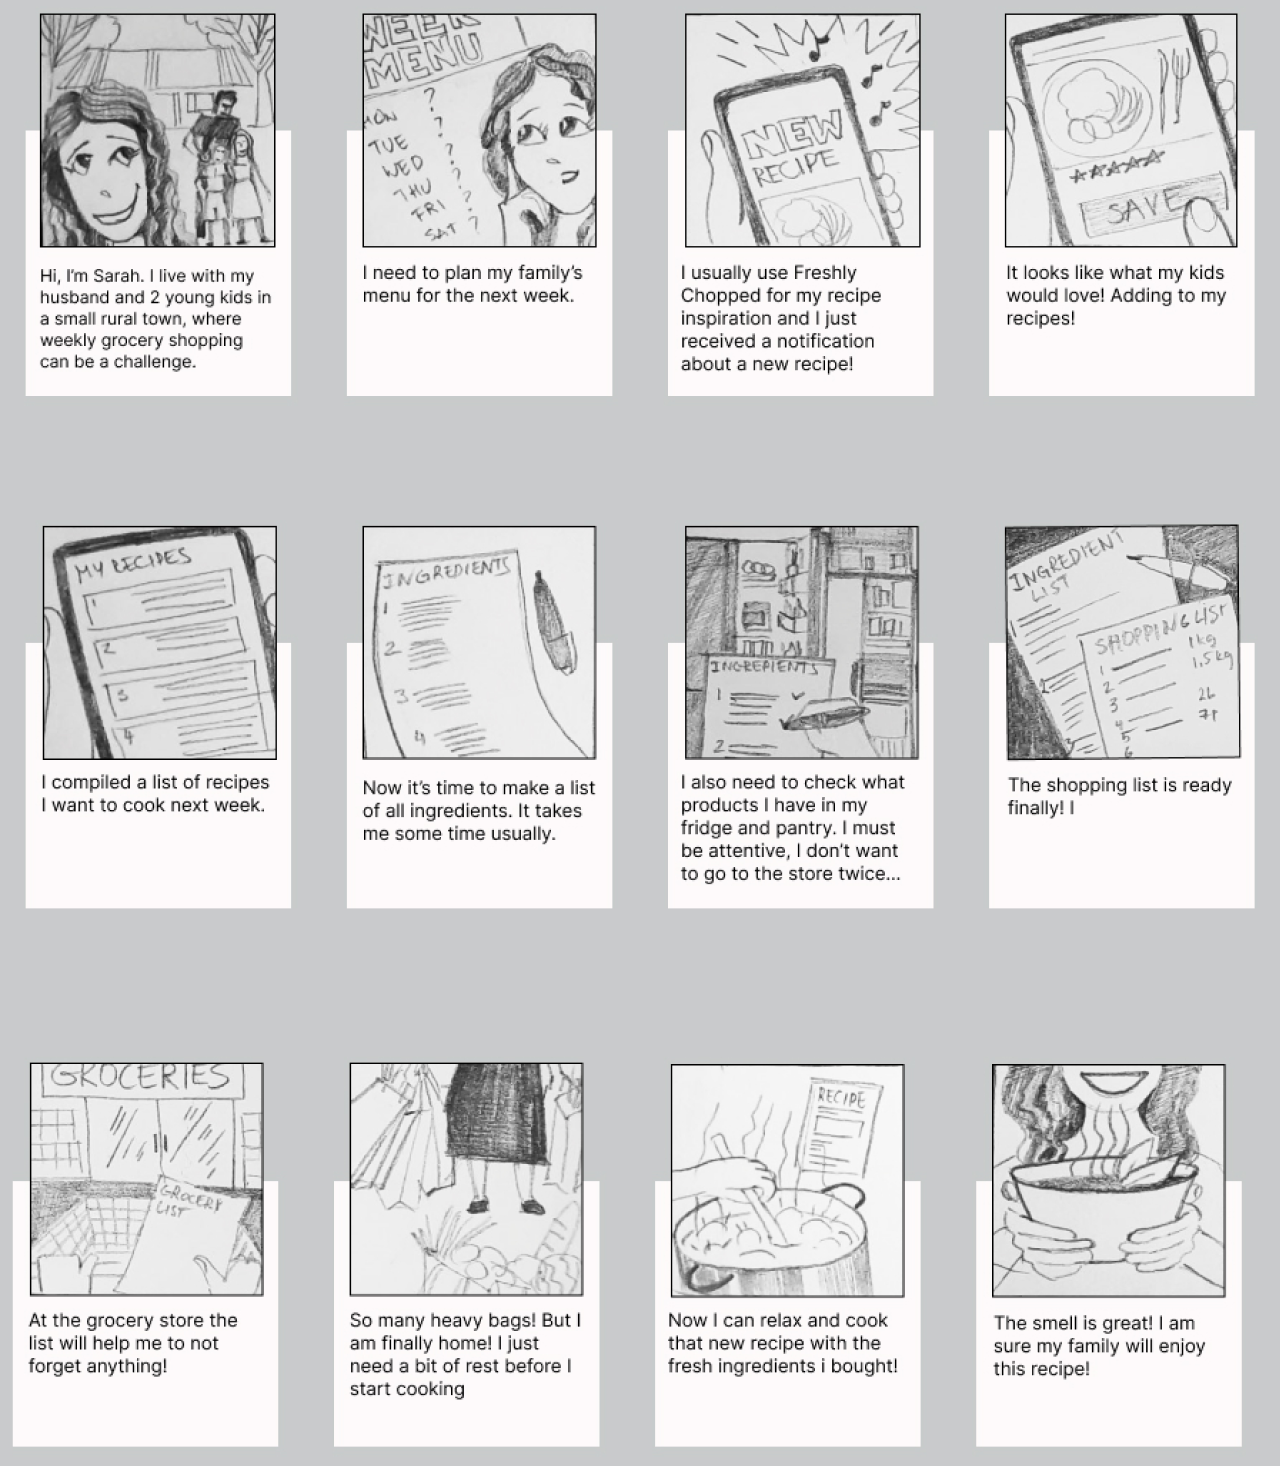 WEEK
MENU
MON ?
TUE ?
WED ?
THU ?
FRI ?
SAT ?
NEW
RECIPE
SAVE
Hi, I'm Sarah. I live with my
husband and 2 young kids in
a small rural town, where
weekly grocery shopping
can be a challenge.
I need to plan my family's
menu for the next week.
I usually use Freshly
Chopped for my recipe
inspiration and I just
received a notification
about a new recipe!
It looks like what my kids
would love! Adding to my
recipes!
MY RECIPES
1
2
3
4
INGREDIENTS
1
2
3
4
INGREDIENTS
1
2
INGREDIENT
LIST
1
2
3
SHOPPING LIST
1 1kg
2 1,5kg
3
4
5
6
I compiled a list of recipes
I want to cook next week.
Now it's time to make a list
of all ingredients. It takes
me some time usually.
I also need to check what
products I have in my
fridge and pantry. I must
be attentive, I don't want
to go to the store twice...
The shopping list is ready
finally! I
GROCERIES
GROCERY
LIST
RECIPE
At the grocery store the
list will help me to not
forget anything!
So many heavy bags! But I
am finally home! I just
need a bit of rest before I
start cooking
Now I can relax and cook
that new recipe with the
fresh ingredients i bought!
The smell is great! I am
sure my family will enjoy
this recipe!